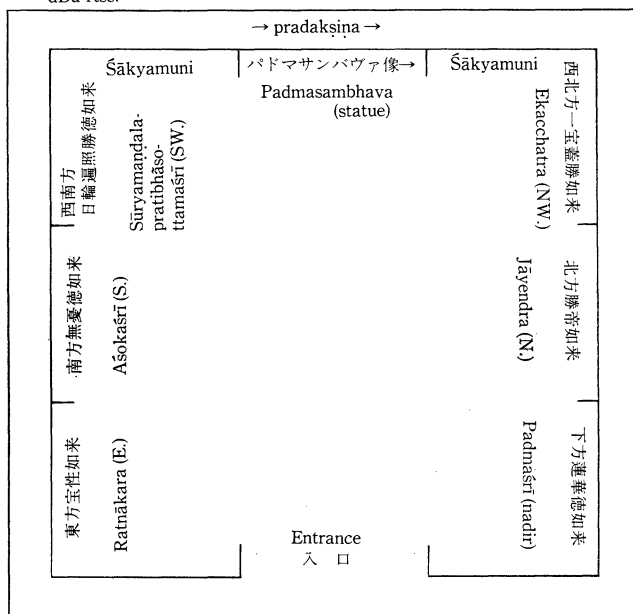 → pradakṣiṇa →
Śākyamuni
パドマサンバヴァ像→
Śākyamuni
Padmasambhava
(statue)
西南方
日輪遍照勝徳如来
Sūryamaṇḍala-
pratibhāso-
ttamaśrī (SW.)
Ekacchatra (NW.)
西北方一宝蓋勝如来
南方無憂徳如来
Aśokaśrī (S.)
Jāyendra (N.)
北方勝帝如来
東方宝性如来
Ratnākara (E.)
Padmaśrī (nadir)
下方蓮華徳如来
Entrance
入口